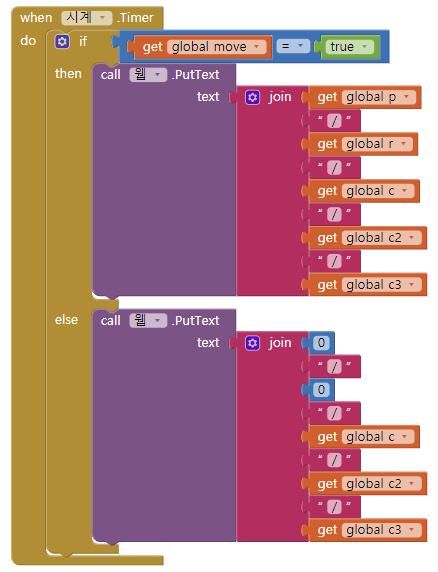 when 시계 .Timer
do if get global move = true
then call 웹 .PutText
text join get global p
" / "
get global r
" / "
get global c
" / "
get global c2
" / "
get global c3
else call 웹 .PutText
text join 0
" / "
0
" / "
get global c
" / "
get global c2
" / "
get global c3